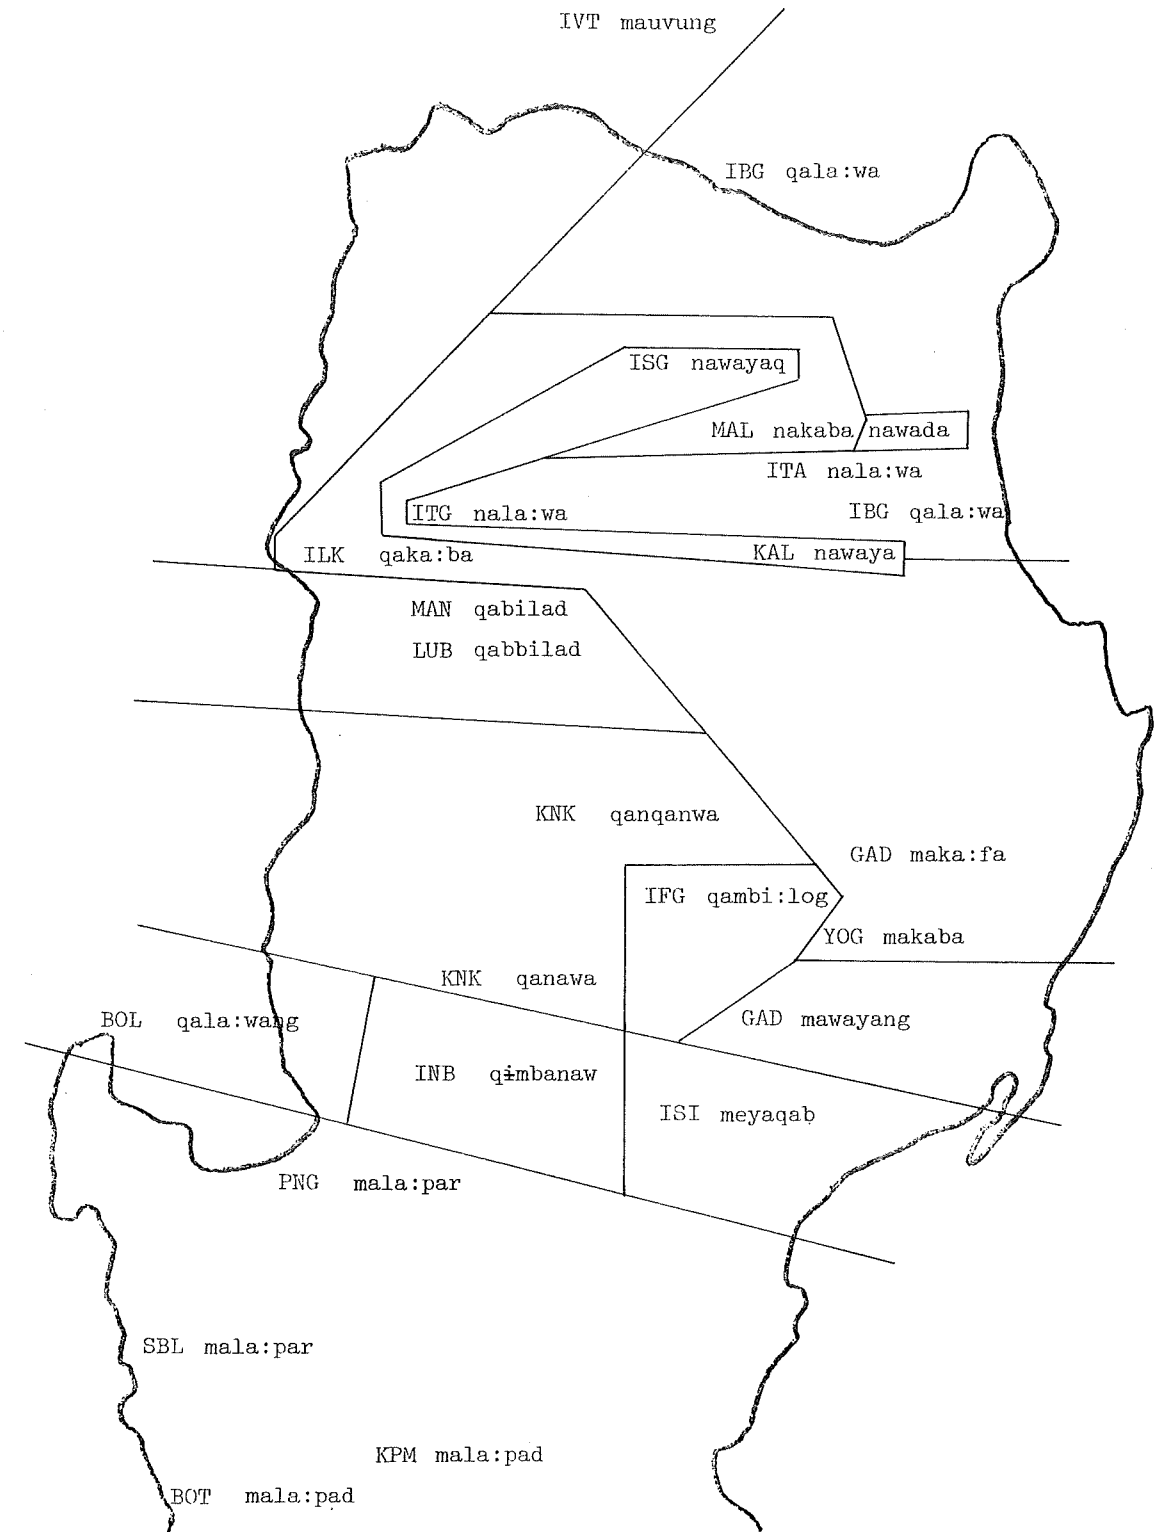 IVT mauvung
IBG qala:wa
ISG nawayaq
MAL nakaba nawada
ITA nala:wa
ITG nala:wa
IBG qala:wa
ILK qaka:ba
KAL nawaya
MAN qabilad
LUB qabbilad
KNK qanqanwa
GAD maka:fa
IFG qambi:log
YOG makaba
KNK qanawa
BOL qala:wang
GAD mawayang
INB qɨmbanaw
ISI meyaqab
PNG mala:par
SBL mala:par
KPM mala:pad
BOT mala:pad